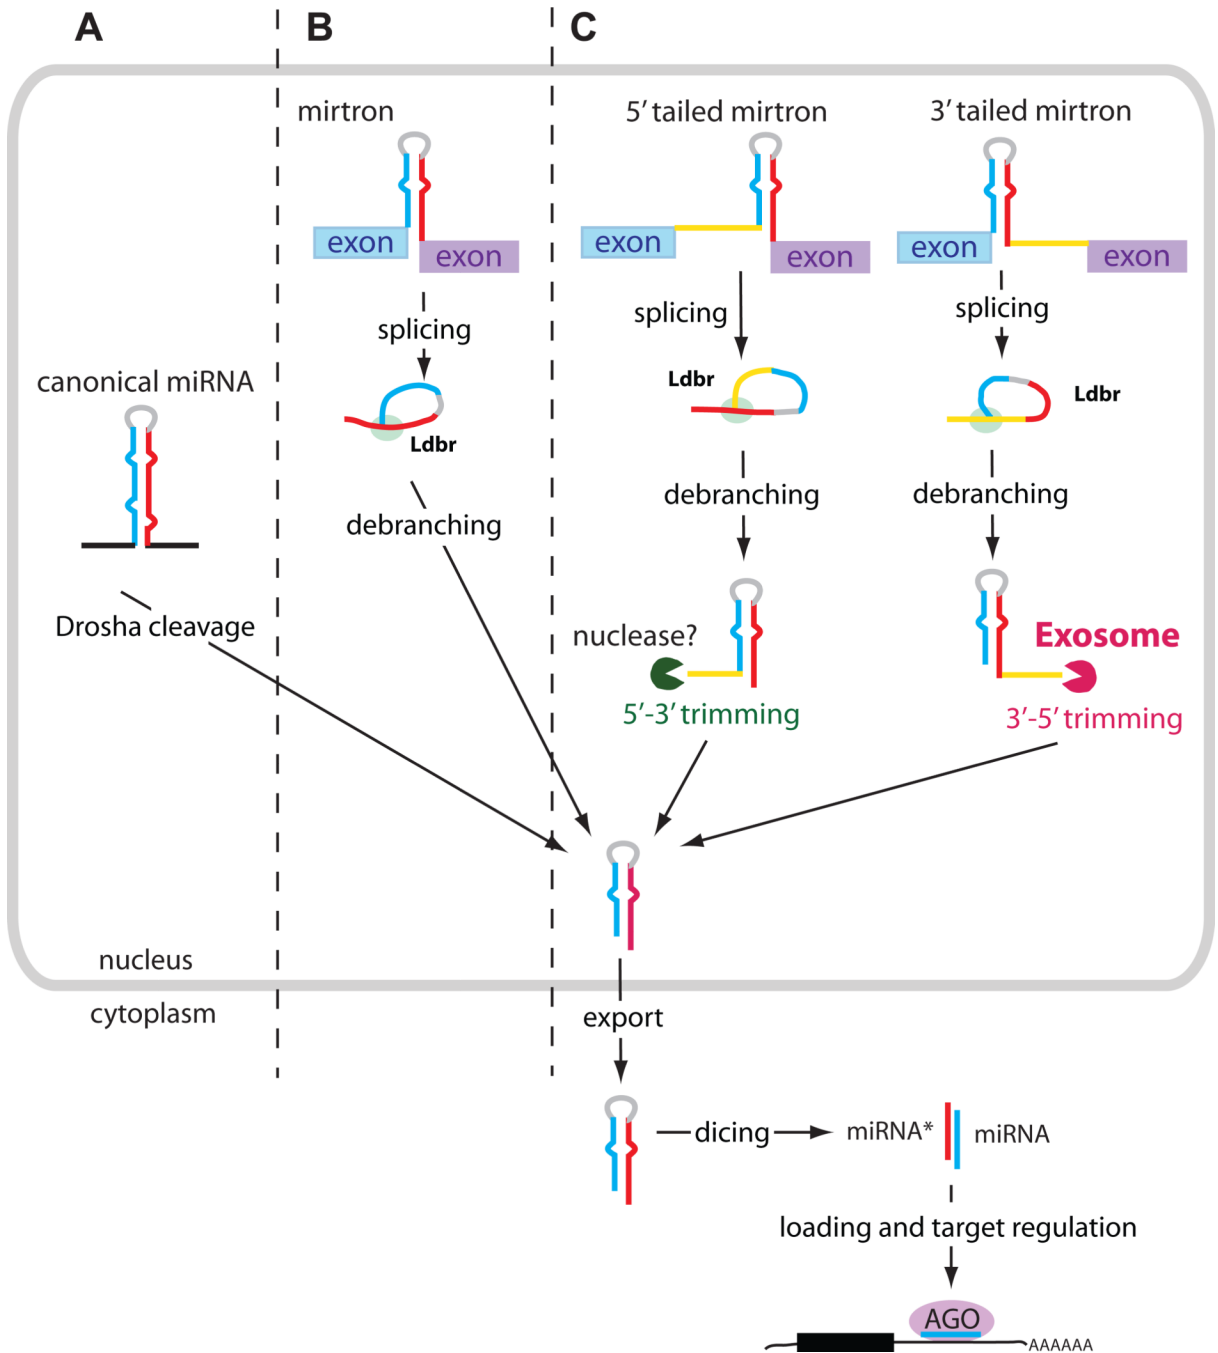 A
B
C
mirtron
5’ tailed mirtron
3’ tailed mirtron
exon
exon
exon
exon
exon
exon
splicing
splicing
splicing
canonical miRNA
Ldbr
Ldbr
Ldbr
debranching
debranching
debranching
Drosha cleavage
nuclease?
Exosome
5’-3’ trimming
3’-5’ trimming
nucleus
cytoplasm
export
dicing
miRNA*
miRNA
loading and target regulation
AGO
AAAAAA